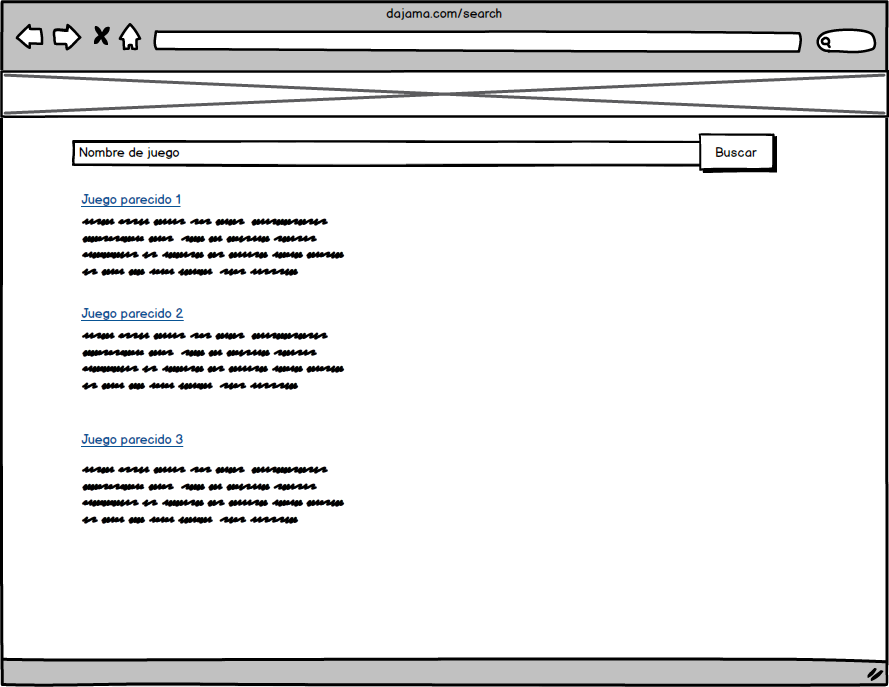 dajama.com/search
Nombre de juego
Buscar
Juego parecido 1
Juego parecido 2
Juego parecido 3